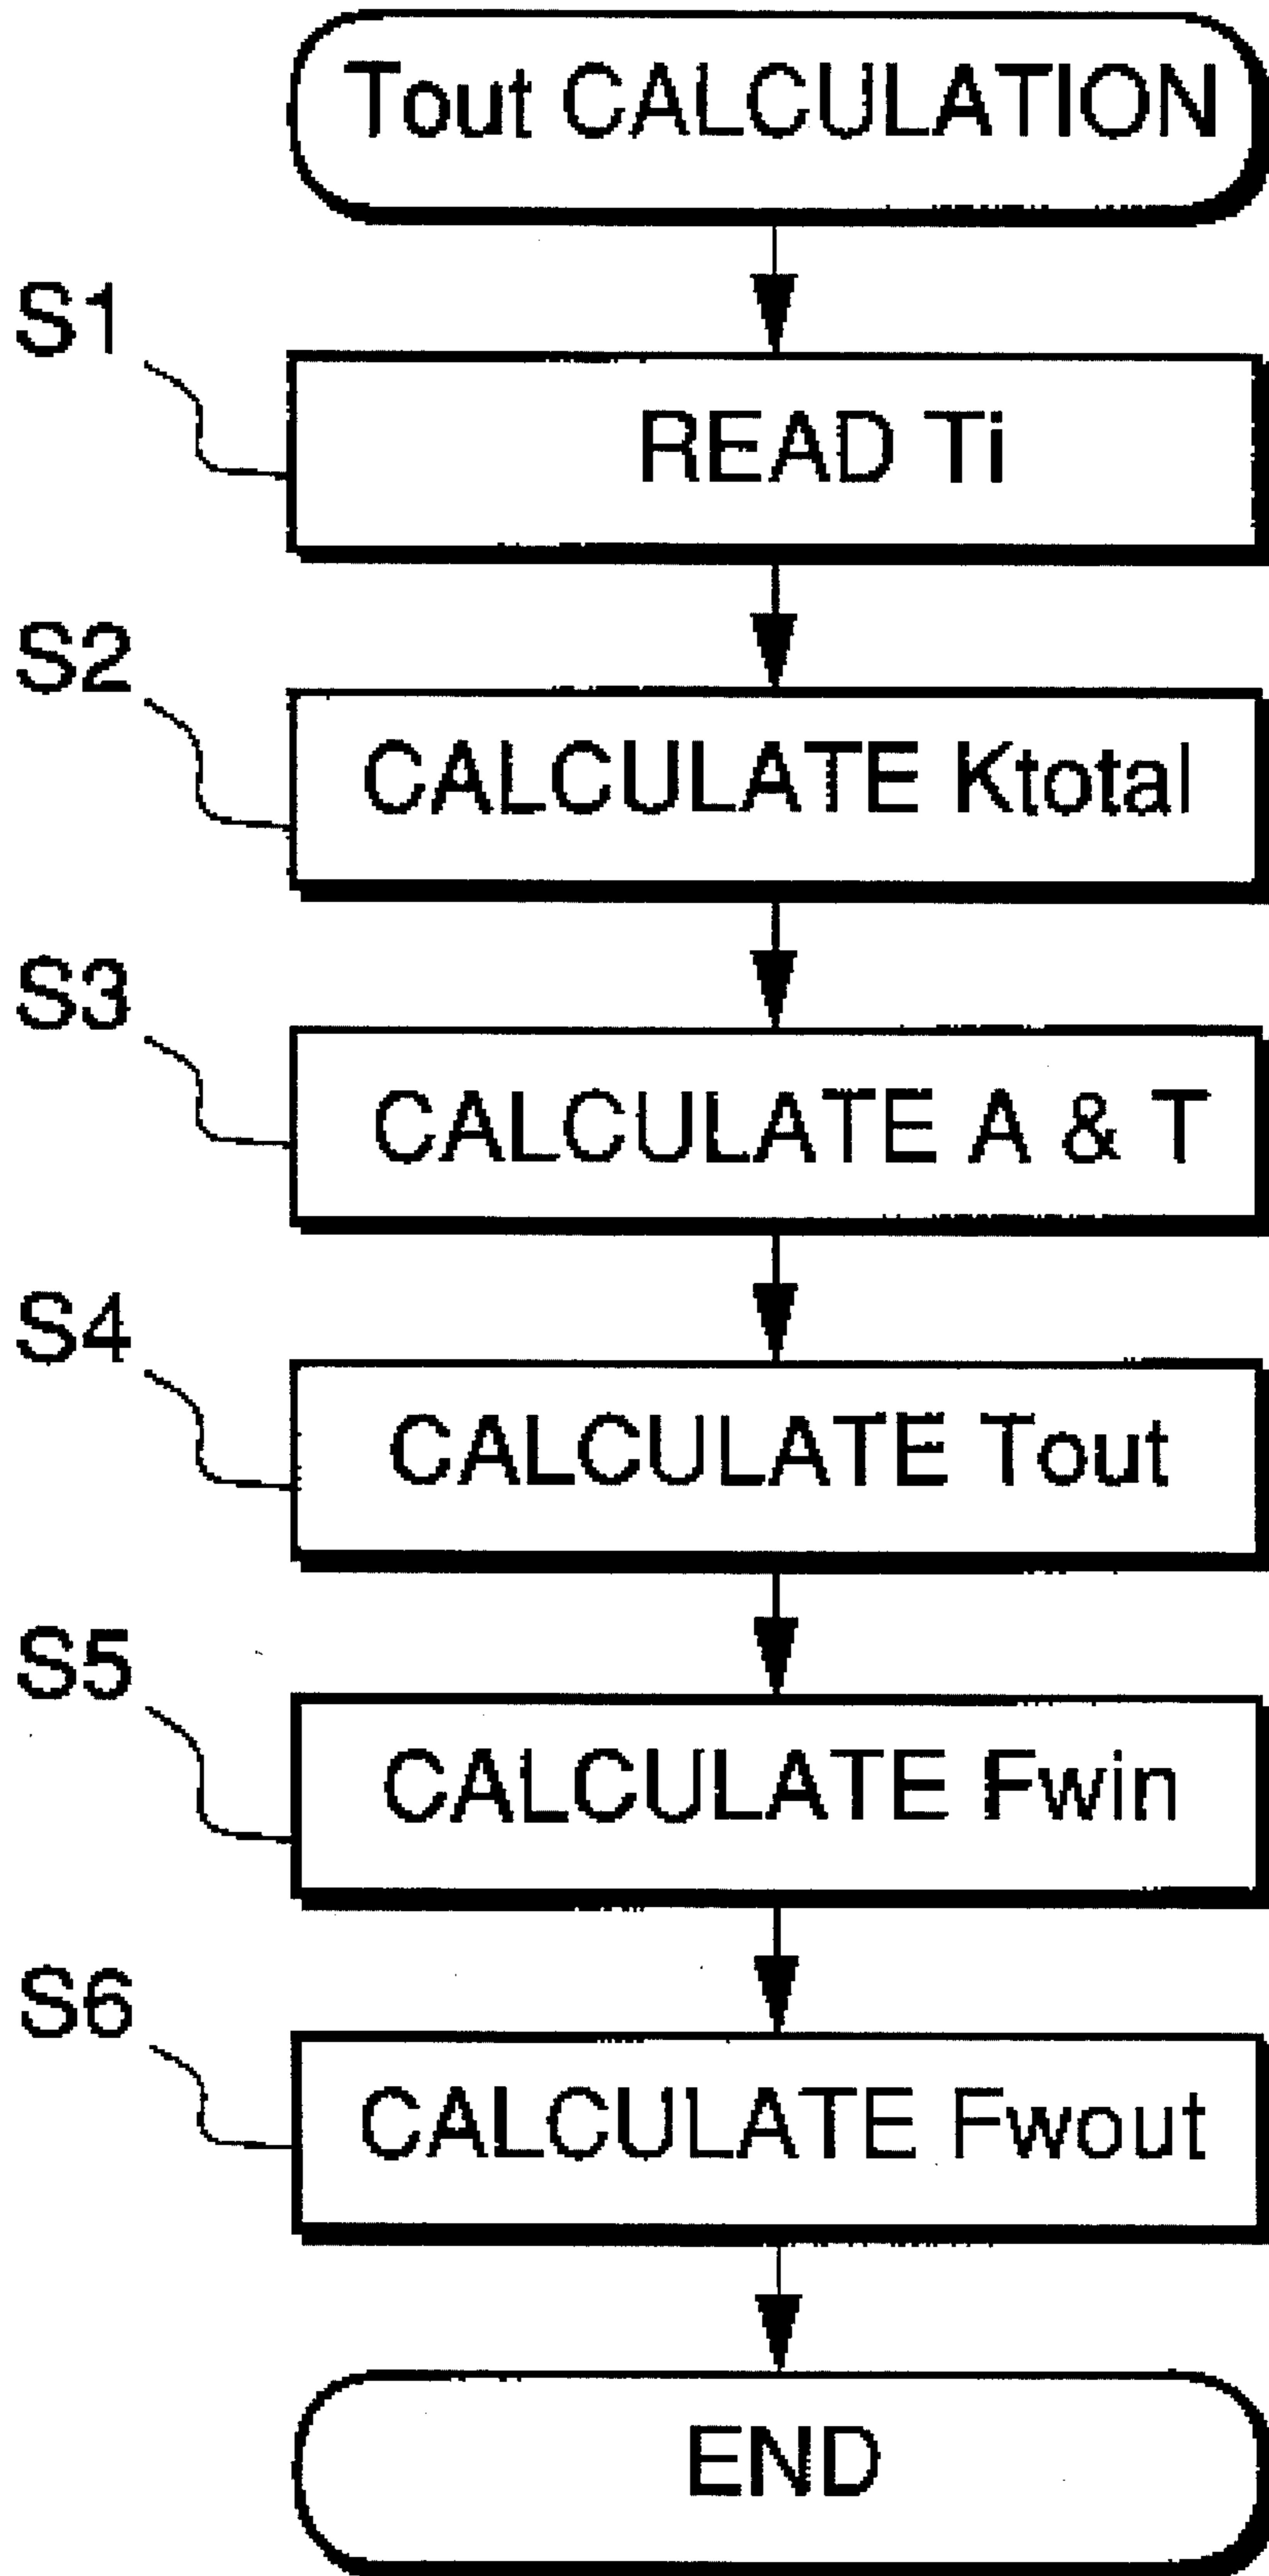 Tout CALCULATION
S1
READ Ti
S2
CALCULATE Ktotal
S3
CALCULATE A & T
S4
CALCULATE Tout
S5
CALCULATE Fwin
S6
CALCULATE Fwout
END